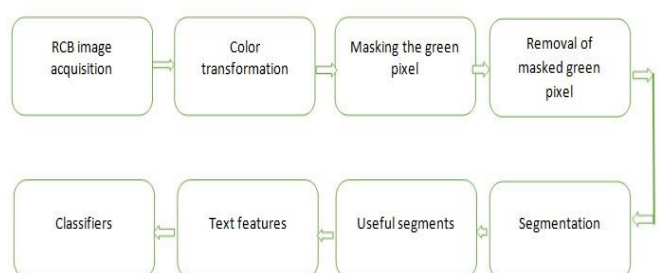 RCB image
acquisition
Color
transformation
Masking the green
pixel
Removal of
masked green
pixel
Segmentation
Useful segments
Text features
Classifiers